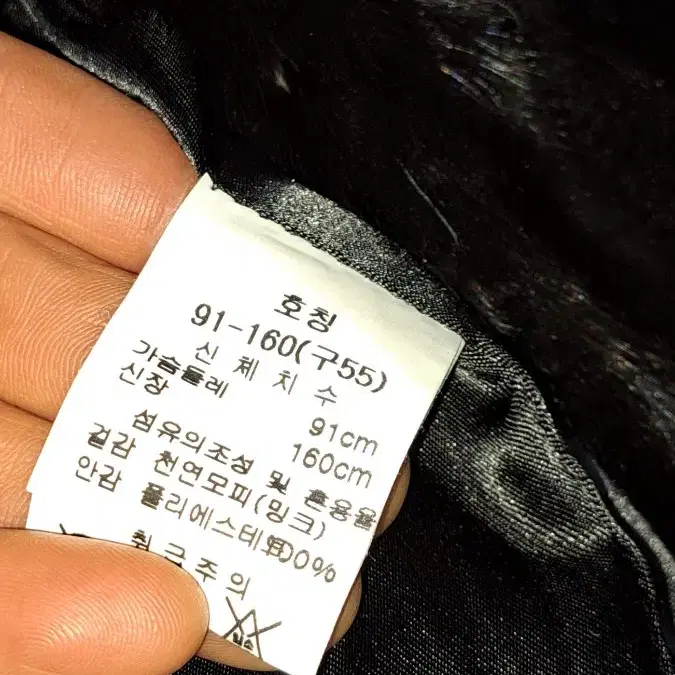 호칭
91-160(구55)
신 체 치 수
가슴둘레 91cm
신장 160cm
섬유의조성 및 혼용율
겉감 천연모피(밍크)
안감 폴리에스테르100%
취급주의